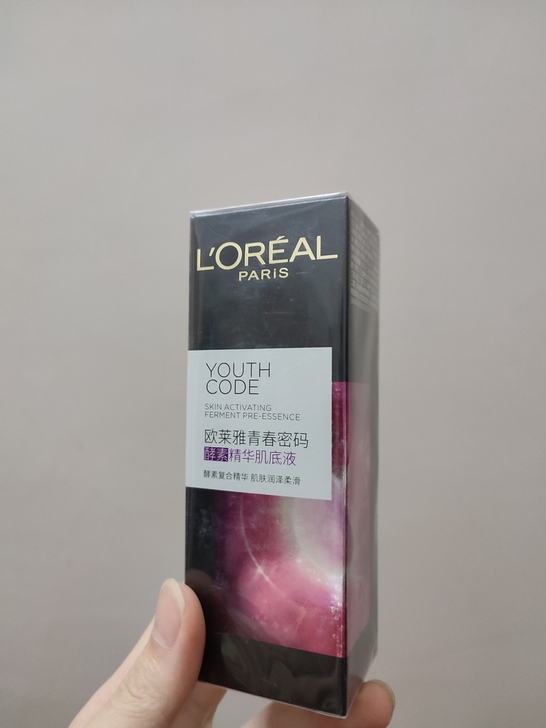 L'ORÉAL
PARiS
YOUTH
CODE
SKIN ACTIVATING
FERMENT PRE-ESSENCE
欧莱雅青春密码
酵素精华肌底液
酵素复合精华 肌肤润泽柔滑